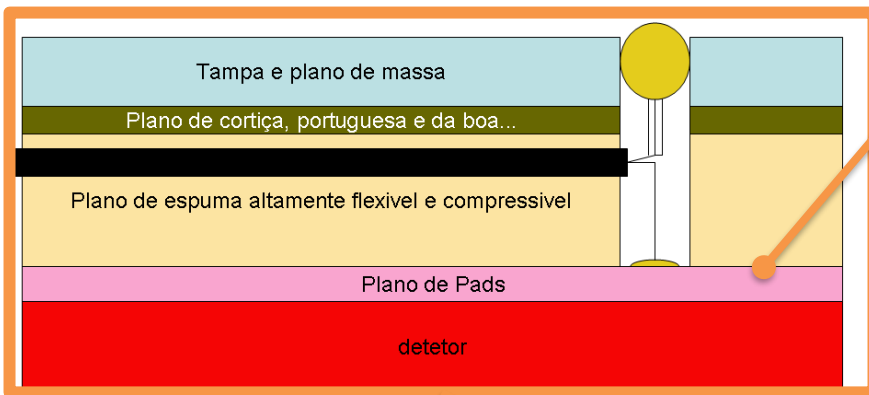 Tampa e plano de massa
Plano de cortiça, portuguesa e da boa...
Plano de espuma altamente flexivel e compressivel
Plano de Pads
detetor